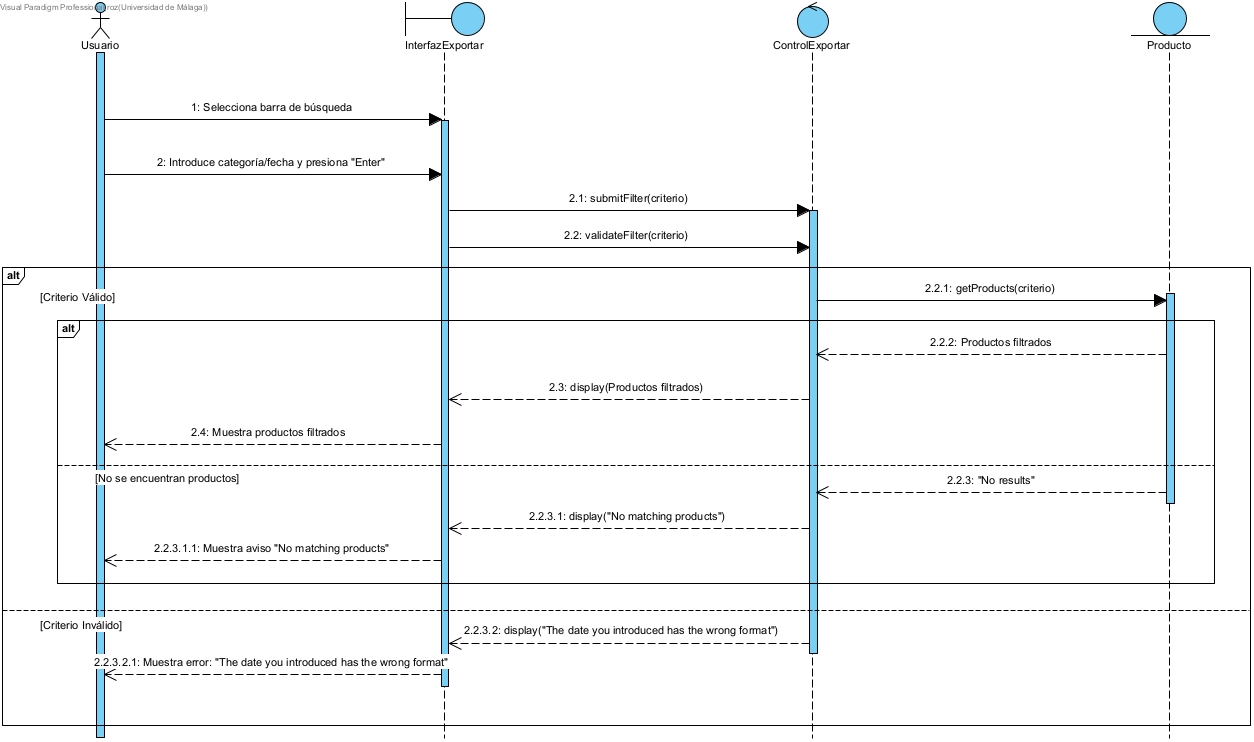 Visual Paradigm Professional roz(Universidad de Málaga))
Usuario
InterfazExportar
ControlExportar
Producto
1: Selecciona barra de búsqueda
2: Introduce categoría/fecha y presiona "Enter"
2.1: submitFilter(criterio)
2.2: validateFilter(criterio)
alt
[Criterio Válido]
2.2.1: getProducts(criterio)
alt
2.2.2: Productos filtrados
2.3: display(Productos filtrados)
2.4: Muestra productos filtrados
[No se encuentran productos]
2.2.3: "No results"
2.2.3.1: display("No matching products")
2.2.3.1.1: Muestra aviso "No matching products"
[Criterio Inválido]
2.2.3.2: display("The date you introduced has the wrong format")
2.2.3.2.1: Muestra error: "The date you introduced has the wrong format"